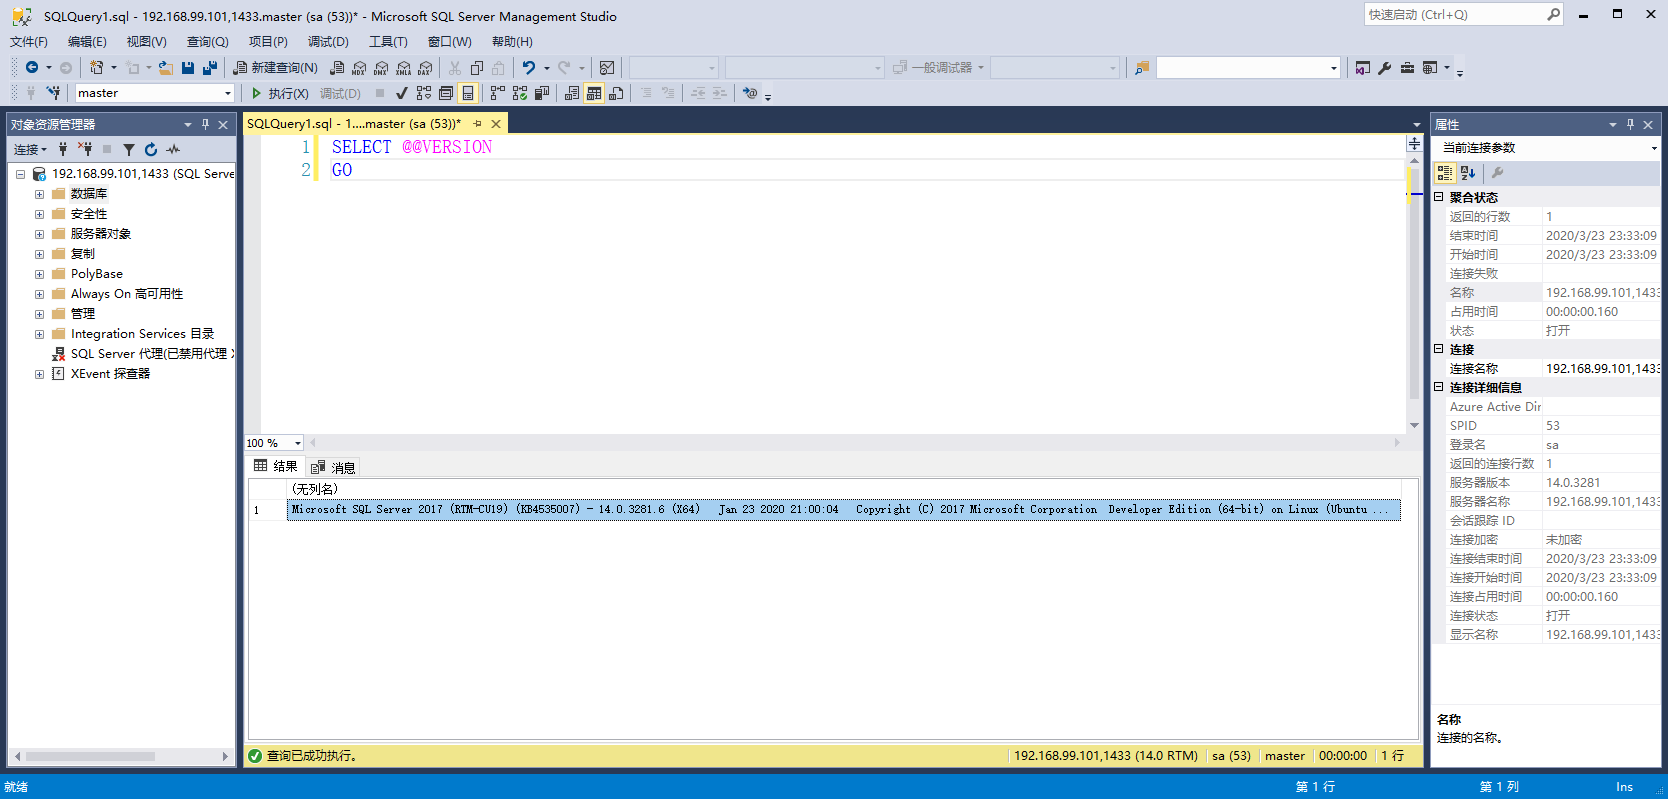 SQLQuery1.sql - 192.168.99.101,1433.master (sa (53))* - Microsoft SQL Server Management Studio
快速启动 (Ctrl+Q)
文件(F) 编辑(E) 视图(V) 查询(Q) 项目(P) 调试(D) 工具(T) 窗口(W) 帮助(H)
新建查询(N) MDX DMX XMLA DAX 一般调试器
master 执行(X) 调试(D)
对象资源管理器
连接
192.168.99.101,1433 (SQL Serve
数据库
安全性
服务器对象
复制
PolyBase
Always On 高可用性
管理
Integration Services 目录
SQL Server 代理(已禁用代理 X
XEvent 探查器
SQLQuery1.sql - 1....master (sa (53))*
1 SELECT @@VERSION
2 GO
100 %
结果 消息
(无列名)
1 Microsoft SQL Server 2017 (RTM-CU19) (KB4535007) - 14.0.3281.6 (X64) Jan 23 2020 21:00:04 Copyright (C) 2017 Microsoft Corporation Developer Edition (64-bit) on Linux (Ubuntu ...
查询已成功执行。
192.168.99.101,1433 (14.0 RTM) sa (53) master 00:00:00 1 行
属性
当前连接参数
聚合状态
返回的行数 1
结束时间 2020/3/23 23:33:09
开始时间 2020/3/23 23:33:09
连接失败
名称 192.168.99.101,1433
占用时间 00:00:00.160
状态 打开
连接
连接名称 192.168.99.101,1433
连接详细信息
Azure Active Dir
SPID 53
登录名 sa
返回的连接行数 1
服务器版本 14.0.3281
服务器名称 192.168.99.101,1433
会话跟踪 ID
连接加密 未加密
连接结束时间 2020/3/23 23:33:09
连接开始时间 2020/3/23 23:33:09
连接占用时间 00:00:00.160
连接状态 打开
显示名称 192.168.99.101,1433
名称
连接的名称。
就绪 第 1 行 第 1 列 Ins